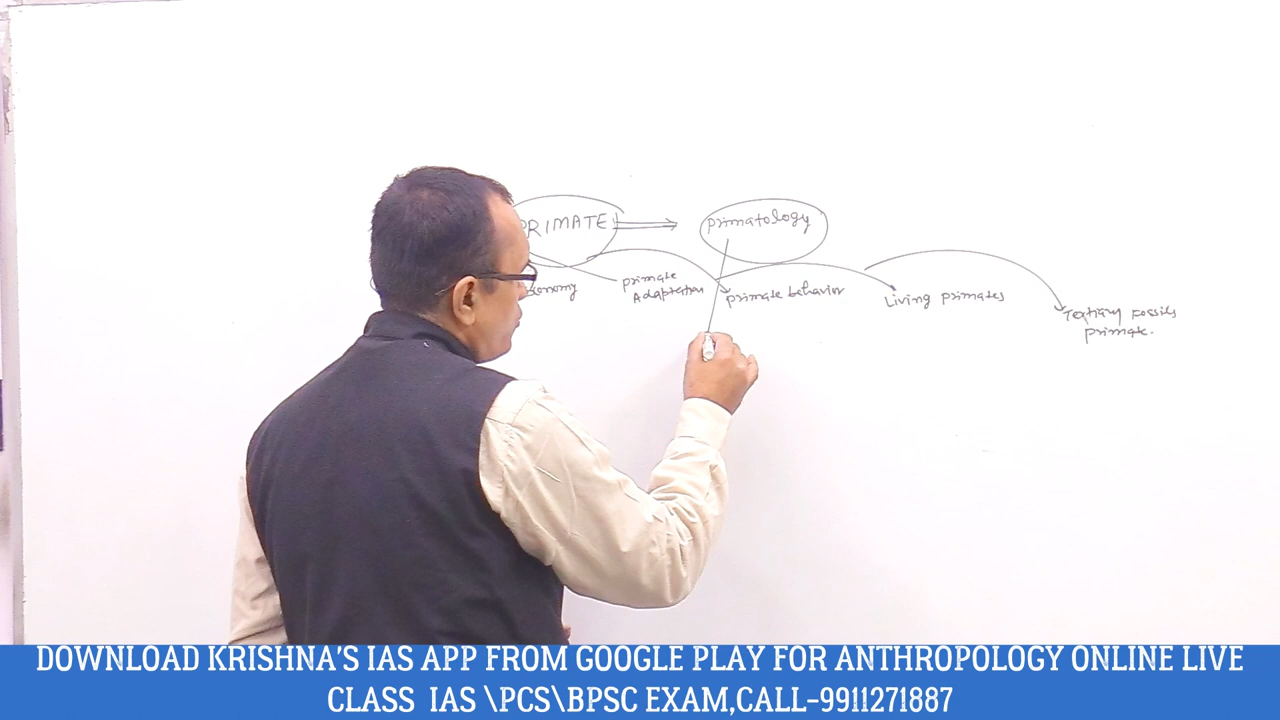 PRIMATE
primatology
primate
Adaptation
primate behavior
Living primates
Tertiary Fossils
primate.
DOWNLOAD KRISHNA'S IAS APP FROM GOOGLE PLAY FOR ANTHROPOLOGY ONLINE LIVE
CLASS IAS \PCS\BPSC EXAM,CALL-9911271887